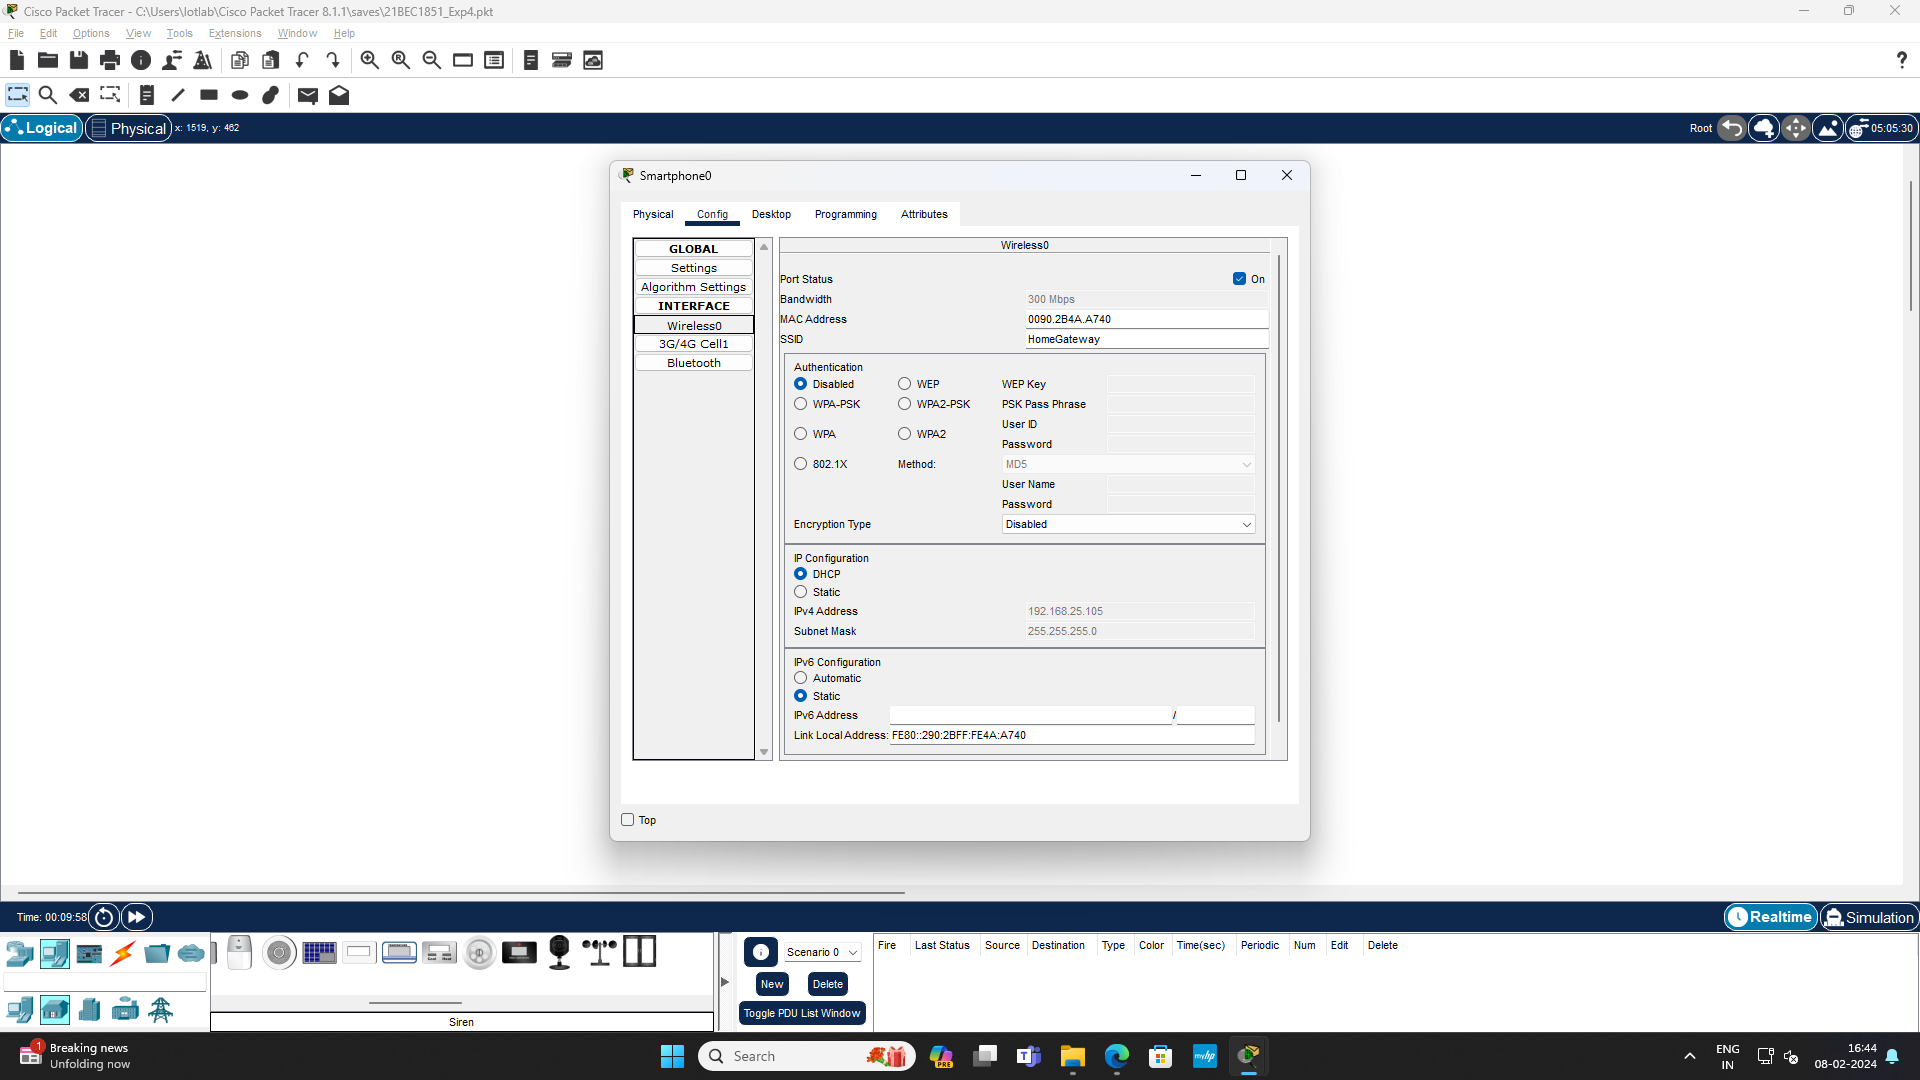 Cisco Packet Tracer - C:\Users\Iotlab\Cisco Packet Tracer 8.1.1\saves\21BEC1851_Exp4.pkt
File Edit Options View Tools Extensions Window Help
Logical Physical x: 1519, y: 462 Root 05:05:30
Smartphone0
Physical Config Desktop Programming Attributes
GLOBAL
Settings
Algorithm Settings
INTERFACE
Wireless0
3G/4G Cell1
Bluetooth
Wireless0
Port Status On
Bandwidth 300 Mbps
MAC Address 0090.2B4A.A740
SSID HomeGateway
Authentication
Disabled WEP WEP Key
WPA-PSK WPA2-PSK PSK Pass Phrase
User ID
WPA WPA2
Password
802.1X Method: MD5
User Name
Password
Encryption Type Disabled
IP Configuration
DHCP
Static
IPv4 Address 192.168.25.105
Subnet Mask 255.255.255.0
IPv6 Configuration
Automatic
Static
IPv6 Address /
Link Local Address: FE80::290:2BFF:FE4A:A740
Top
Time: 00:09:58 Realtime Simulation
Scenario 0
New Delete
Toggle PDU List Window
Fire Last Status Source Destination Type Color Time(sec) Periodic Num Edit Delete
Siren
1 Breaking news
Unfolding now
Search
PRE
myhp
ENG
IN
16:44
08-02-2024